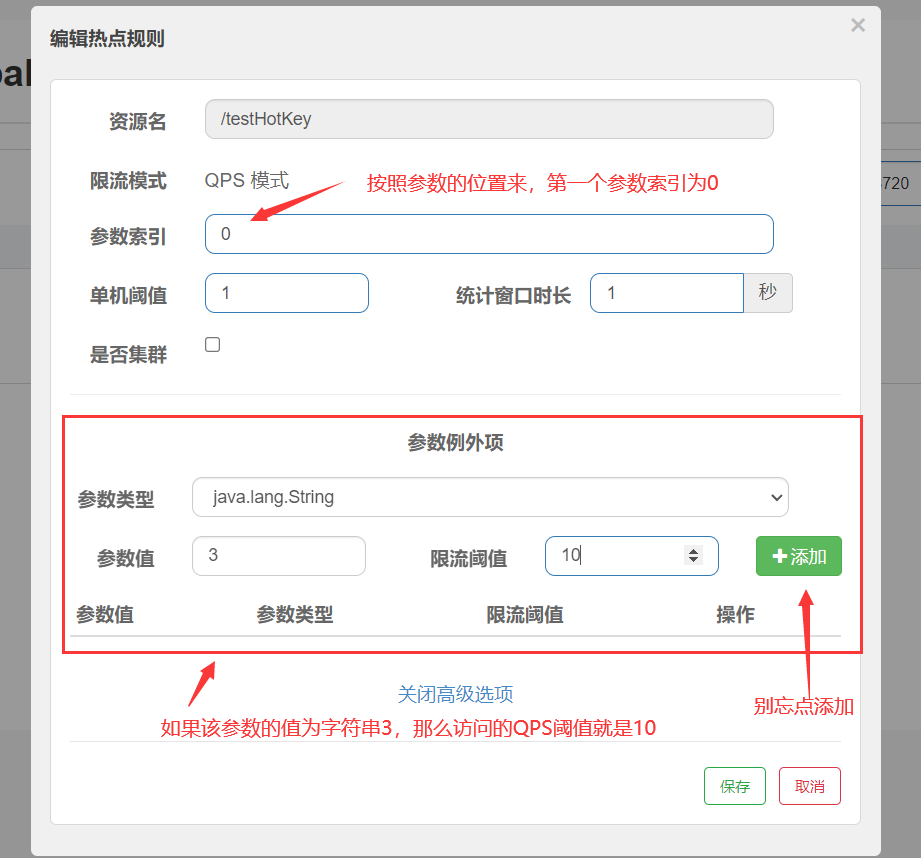 编辑热点规则
×
bal
资源名 /testHotKey
限流模式 QPS 模式
按照参数的位置来，第一个参数索引为0
720
参数索引 0
单机阈值 1 统计窗口时长 1 秒
是否集群
参数例外项
参数类型 java.lang.String
参数值 3 限流阈值 10 添加
参数值 参数类型 限流阈值 操作
关闭高级选项
别忘点添加
如果该参数的值为字符串3，那么访问的QPS阈值就是10
保存 取消